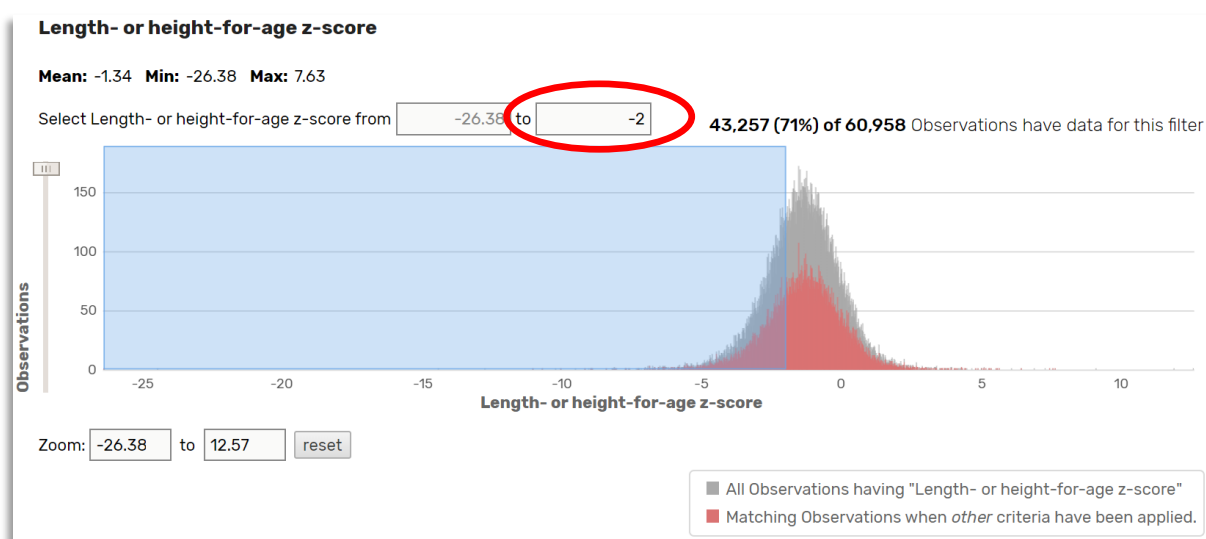 Length- or height-for-age z-score
Mean: -1.34 Min: -26.38 Max: 7.63
Select Length- or height-for-age z-score from -26.38 to -2
43,257 (71%) of 60,958 Observations have data for this filter
150
100
50
0
Observations
-25 -20 -15 -10 -5 0 5 10
Length- or height-for-age z-score
Zoom: -26.38 to 12.57 reset
All Observations having "Length- or height-for-age z-score"
Matching Observations when other criteria have been applied.